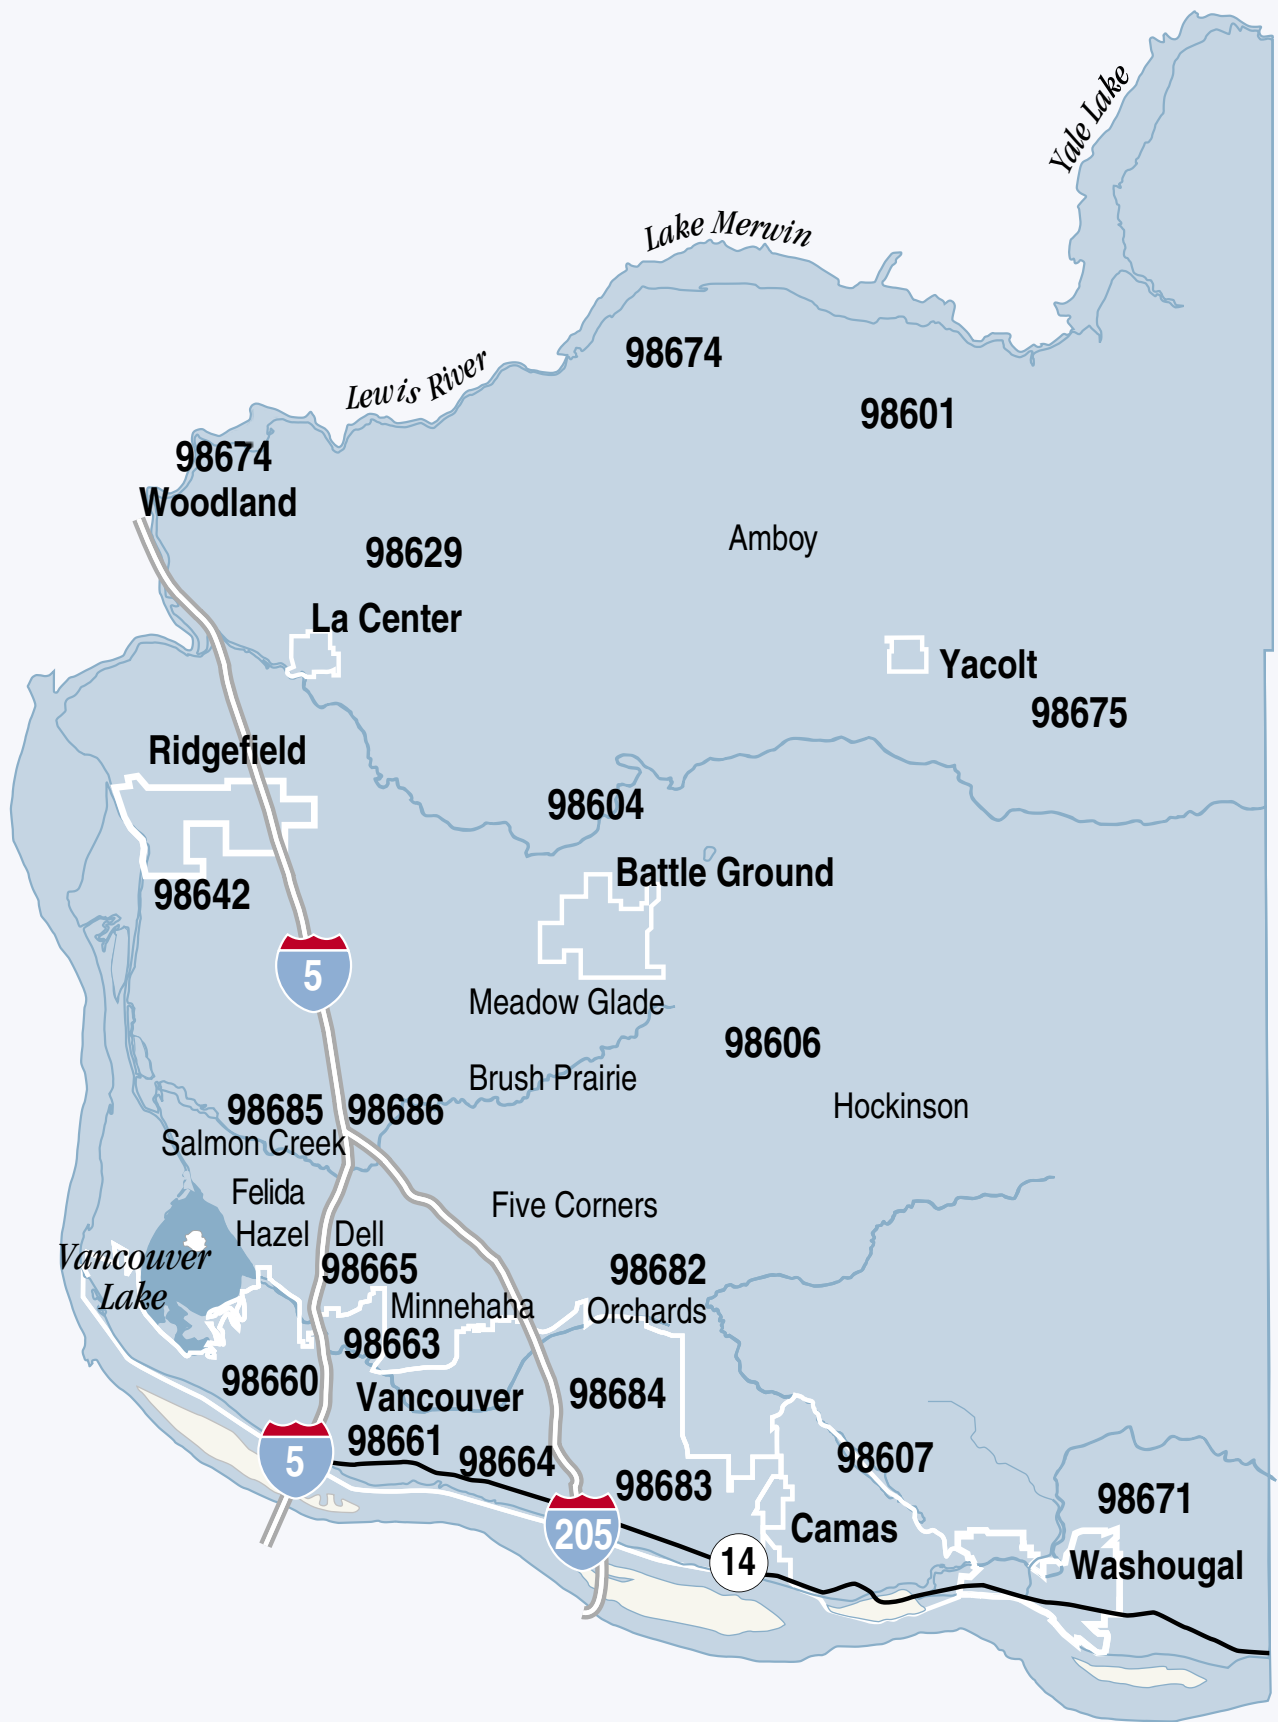 Yale Lake
Lake Merwin
98674
Lewis River
98601
98674
Woodland
Amboy
98629
La Center
Yacolt
98675
Ridgefield
98604
Battle Ground
98642
5
Meadow Glade
98606
Brush Prairie
98685 98686
Hockinson
Salmon Creek
Felida
Five Corners
Hazel Dell
Vancouver
Lake
98665
98682
Minnehaha
Orchards
98663
98660
Vancouver
98684
98661
5
98664
98607
98683
98671
Camas
205
14
Washougal